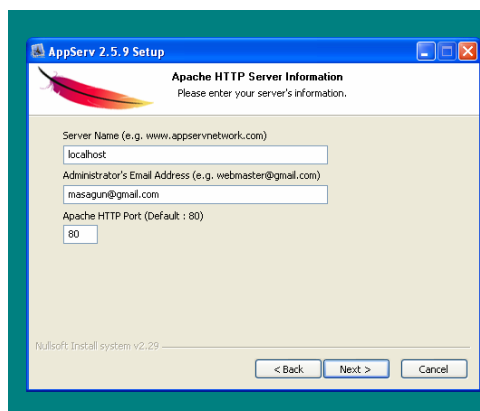 AppServ 2.5.9 Setup
Apache HTTP Server Information
Please enter your server's information.
Server Name (e.g. www.appservnetwork.com)
localhost
Administrator's Email Address (e.g. webmaster@gmail.com)
masagun@gmail.com
Apache HTTP Port (Default : 80)
80
Nullsoft Install system v2.29
< Back Next > Cancel